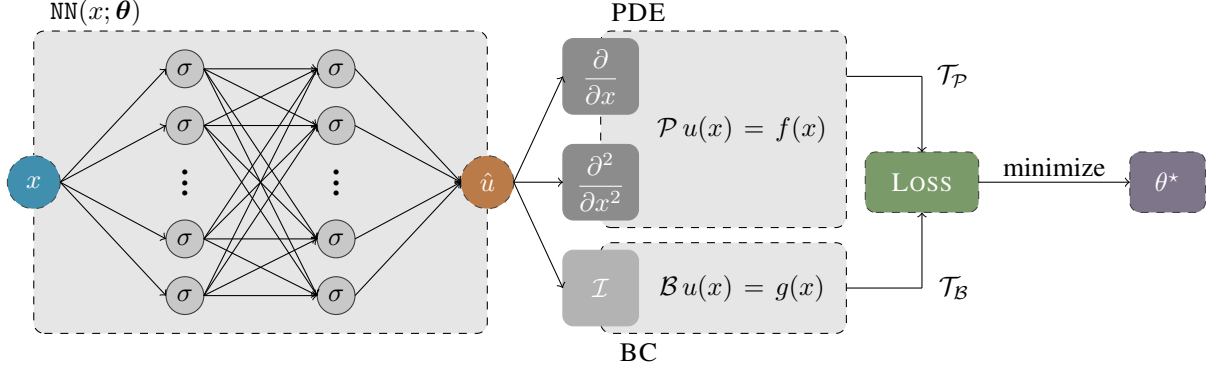 NN(x; θ)
PDE
σ σ
σ σ
⋮ ⋮
σ σ
σ σ
x
û
∂/∂x
∂²/∂x²
𝒫 u(x) = f(x)
ℐ
ℬ u(x) = g(x)
BC
𝒯_𝒫
LOSS
𝒯_ℬ
minimize
θ⋆